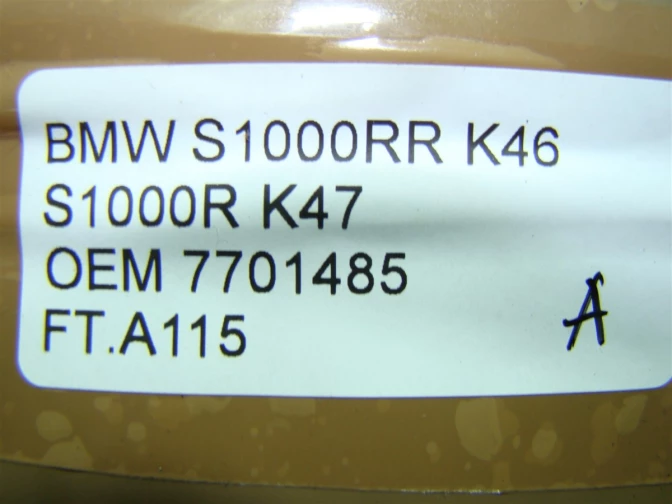 BMW S1000RR K46
S1000R K47
OEM 7701485
FT.A115
A